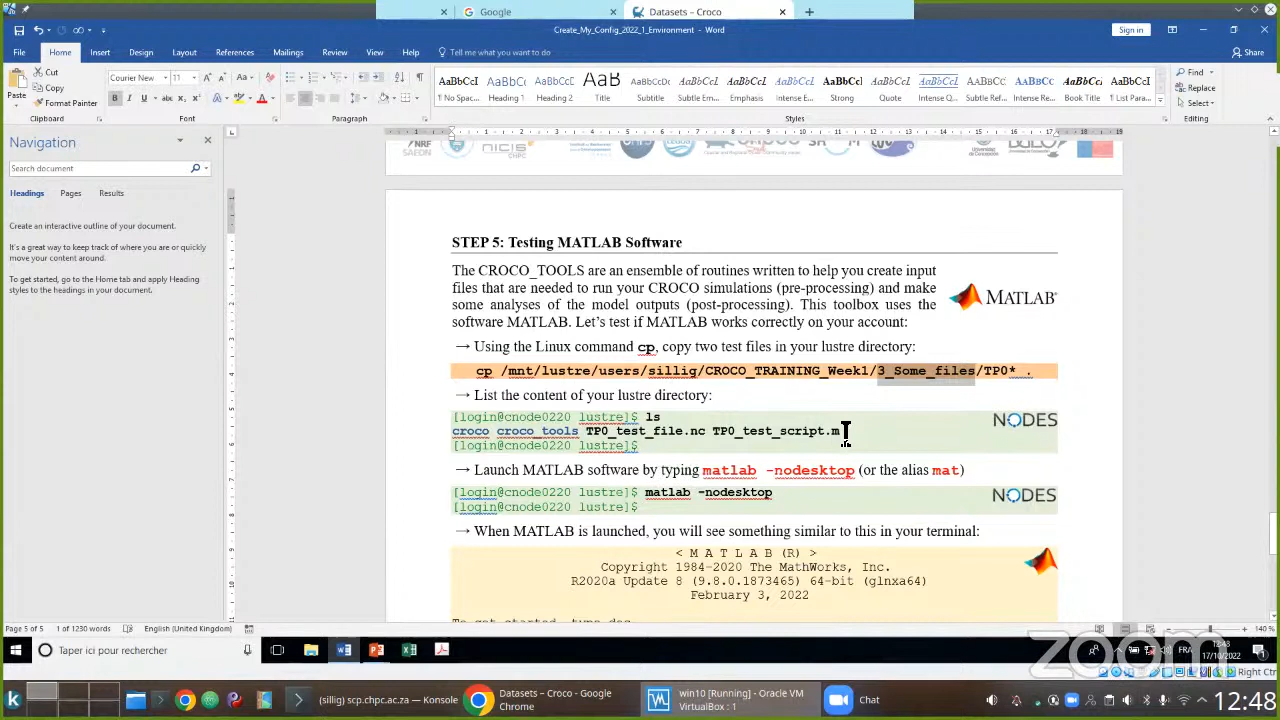 Google
Datasets – Croco
Create_My_Config_2022_1_Environment - Word
Sign in
File Home Insert Draw Design Layout References Mailings Review View Help Tell me what you want to do
Share
Cut
Copy
Format Painter
Paste
Clipboard
Courier New 11
Font
Paragraph
AaBbCcI AaBbCc AaBbCcI AaB AaBbCcI AaBbCcI AaBbCcI AaBbCcI AaBbCcI AaBbCcI AaBbCcI AaBbCcI AaBbCc AaBbCcI AaBbCcI
¶ No Spac... Heading 1 Heading 2 Title Subtitle Subtle Em... Emphasis Intense E... Strong Quote Intense Q... Subtle Ref... Intense Re... Book Title ¶ List Para...
Styles
Find
Replace
Select
Editing
Navigation
Search document
Headings Pages Results
Create an interactive outline of your document.
It's a great way to keep track of where you are or quickly
move your content around.
To get started, go to the Home tab and apply Heading
styles to the headings in your document.
STEP 5: Testing MATLAB Software
The CROCO_TOOLS are an ensemble of routines written to help you create input
files that are needed to run your CROCO simulations (pre-processing) and make
some analyses of the model outputs (post-processing). This toolbox uses the
software MATLAB. Let's test if MATLAB works correctly on your account:
MATLAB
→ Using the Linux command cp, copy two test files in your lustre directory:
cp /mnt/lustre/users/sillig/CROCO_TRAINING_Week1/3_Some_files/TP0* .
→ List the content of your lustre directory:
[login@cnode0220 lustre]$ ls
croco croco_tools TP0_test_file.nc TP0_test_script.m
[login@cnode0220 lustre]$
NODES
→ Launch MATLAB software by typing matlab -nodesktop (or the alias mat)
[login@cnode0220 lustre]$ matlab -nodesktop
[login@cnode0220 lustre]$
NODES
→ When MATLAB is launched, you will see something similar to this in your terminal:
< M A T L A B (R) >
Copyright 1984-2020 The MathWorks, Inc.
R2020a Update 8 (9.8.0.1873465) 64-bit (glnxa64)
February 3, 2022
To get started, type doc.
Page 5 of 5 1 of 1230 words English (United Kingdom)
140 %
Taper ici pour rechercher
FRA
17/10/2022
zoom
Right Ctrl
(sillig) scp.chpc.ac.za — Konsole
Datasets – Croco - Google
Chrome
win10 [Running] - Oracle VM
VirtualBox : 1
Chat
12:48